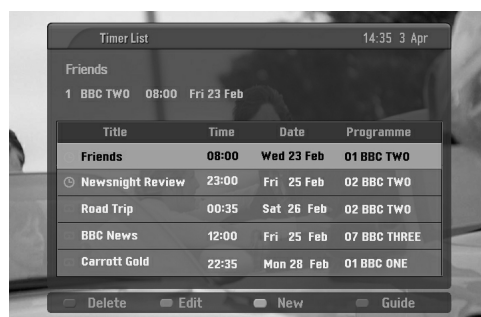 Timer List 14:35 3 Apr
Friends
1 BBC TWO 08:00 Fri 23 Feb
Title Time Date Programme
Friends 08:00 Wed 23 Feb 01 BBC TWO
Newsnight Review 23:00 Fri 25 Feb 02 BBC TWO
Road Trip 00:35 Sat 26 Feb 02 BBC TWO
BBC News 12:00 Fri 25 Feb 07 BBC THREE
Carrott Gold 22:35 Mon 28 Feb 01 BBC ONE
Delete Edit New Guide